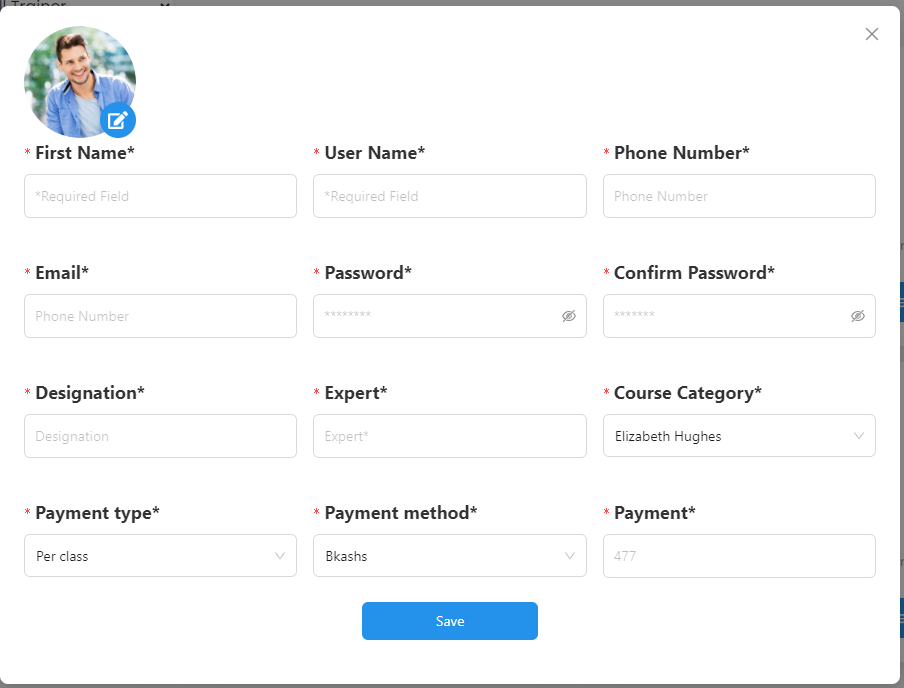 ll Trainer
* First Name* * User Name* * Phone Number*
*Required Field *Required Field Phone Number
* Email* * Password* * Confirm Password*
Phone Number ******** *******
* Designation* * Expert* * Course Category*
Designation Expert* Elizabeth Hughes
* Payment type* * Payment method* * Payment*
Per class Bkashs 477
Save